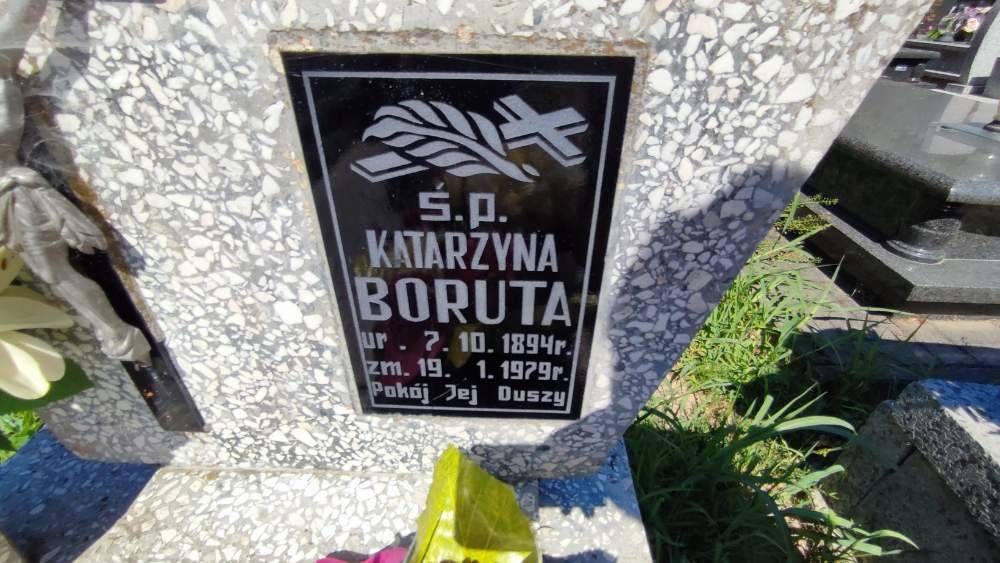 Ś.p.
KATARZYNA
BORUTA
ur. 7. 10. 1894r.
zm. 19. 1. 1979r.
Pokój Jej Duszy